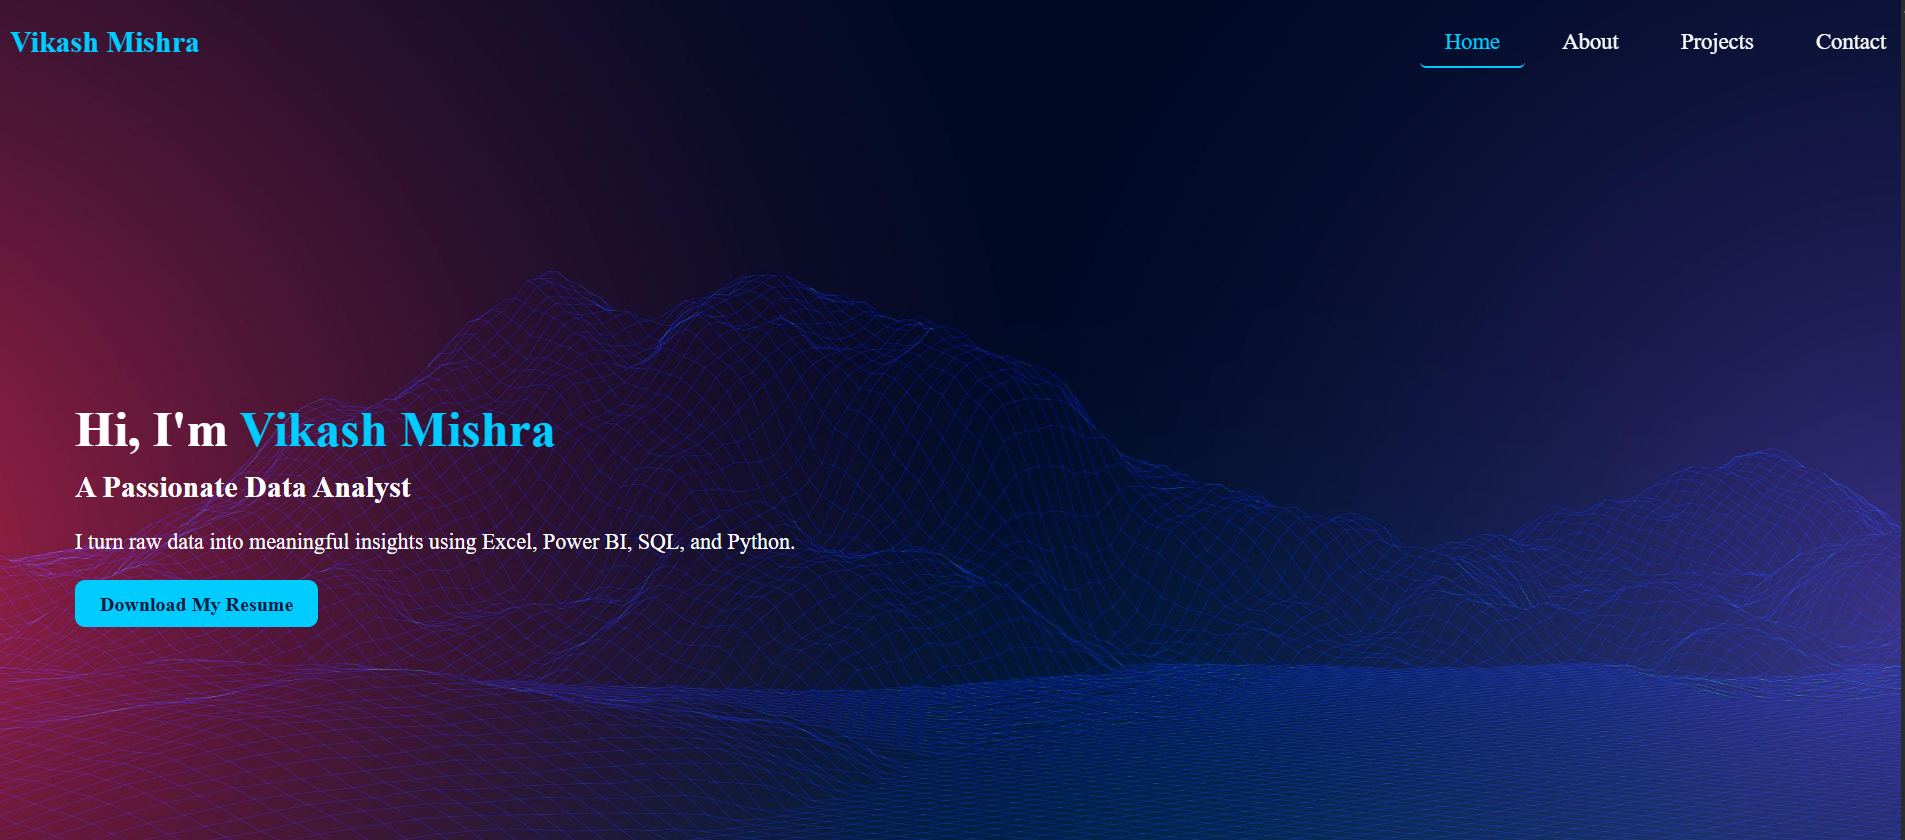 Vikash Mishra
Home About Projects Contact
Hi, I'm Vikash Mishra
A Passionate Data Analyst
I turn raw data into meaningful insights using Excel, Power BI, SQL, and Python.
Download My Resume